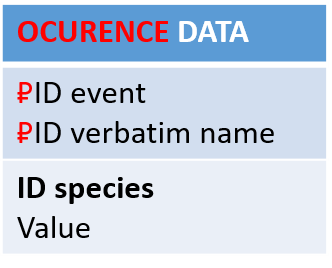 OCURENCE DATA
₽ID event
₽ID verbatim name
ID species
Value